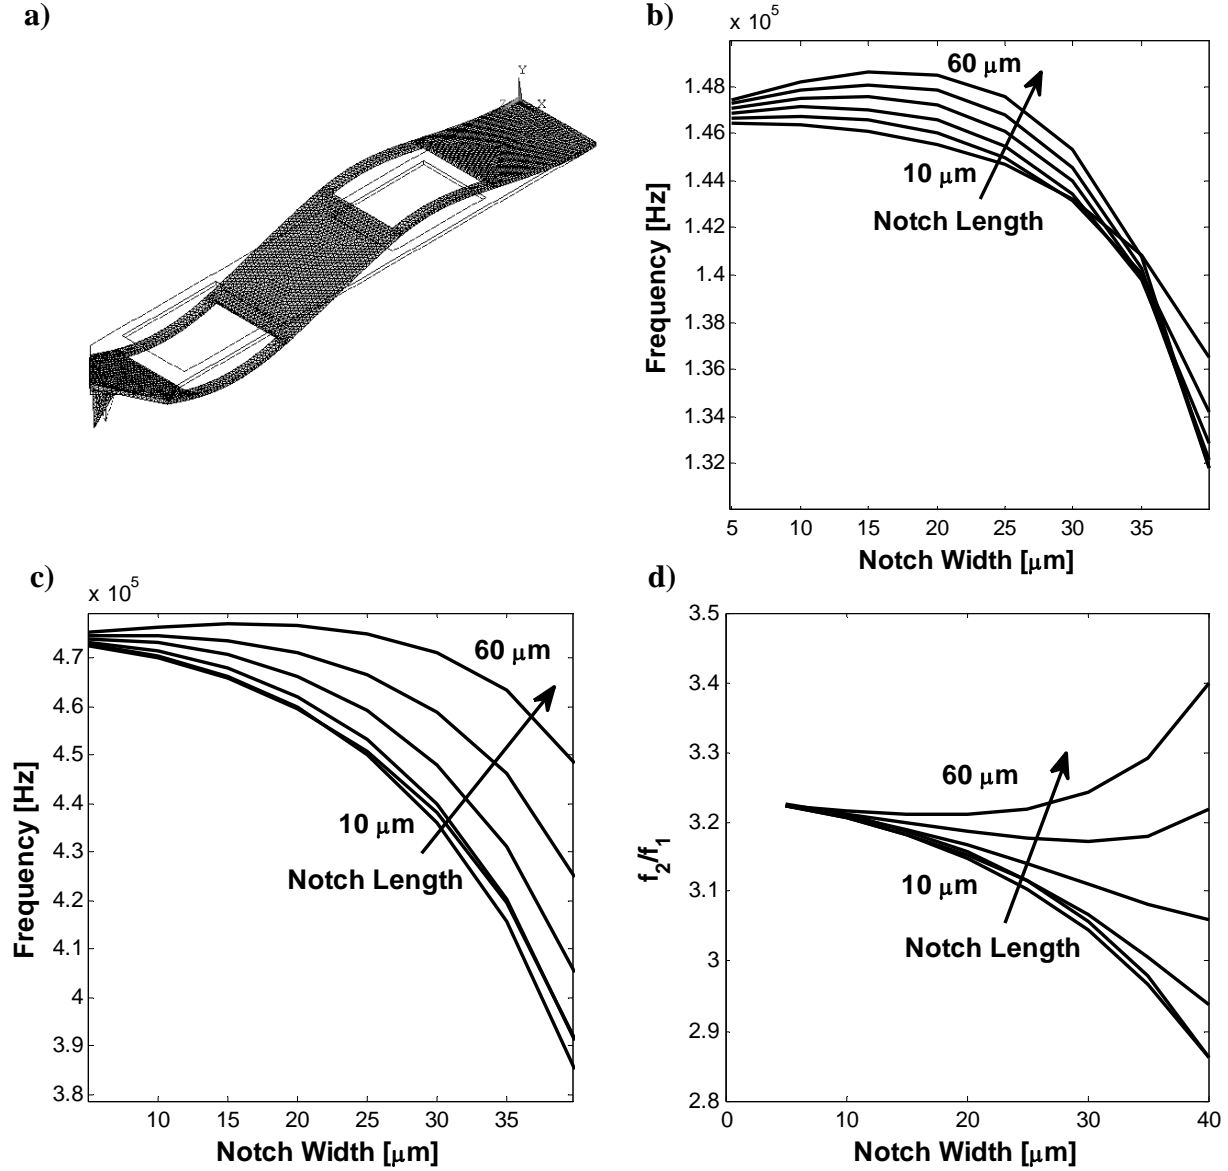 a)
Y
Z
X
b)
x 10^5
1.48
1.46
1.44
1.42
1.4
1.38
1.36
1.34
1.32
Frequency [Hz]
60 μm
10 μm
Notch Length
5 10 15 20 25 30 35 40
Notch Width [μm]
c)
x 10^5
4.7
4.6
4.5
4.4
4.3
4.2
4.1
4
3.9
3.8
Frequency [Hz]
60 μm
10 μm
Notch Length
10 15 20 25 30 35 40
Notch Width [μm]
d)
3.5
3.4
3.3
3.2
3.1
3
2.9
2.8
f_2/f_1
60 μm
10 μm
Notch Length
0 10 20 30 40
Notch Width [μm]